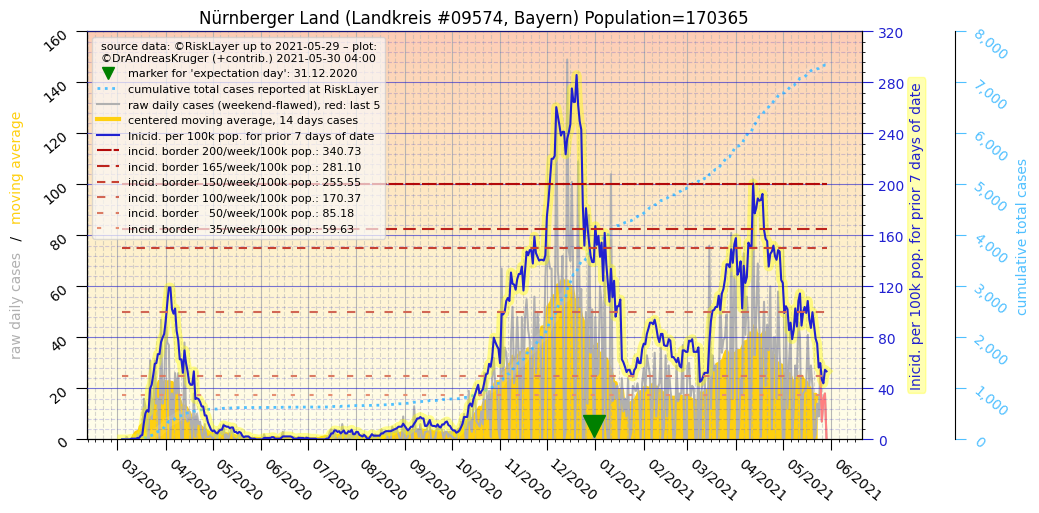 Nürnberger Land (Landkreis #09574, Bayern) Population=170365
source data: ©RiskLayer up to 2021-05-29 – plot:
©DrAndreasKruger (+contrib.) 2021-05-30 04:00
marker for 'expectation day': 31.12.2020
cumulative total cases reported at RiskLayer
raw daily cases (weekend-flawed), red: last 5
centered moving average, 14 days cases
Inicid. per 100k pop. for prior 7 days of date
incid. border 200/week/100k pop.: 340.73
incid. border 165/week/100k pop.: 281.10
incid. border 150/week/100k pop.: 255.55
incid. border 100/week/100k pop.: 170.37
incid. border   50/week/100k pop.: 85.18
incid. border   35/week/100k pop.: 59.63
raw daily cases   /   moving average
160
140
120
100
80
60
40
20
0
03/2020
04/2020
05/2020
06/2020
07/2020
08/2020
09/2020
10/2020
11/2020
12/2020
01/2021
02/2021
03/2021
04/2021
05/2021
06/2021
320
280
240
200
160
120
80
40
0
Inicid. per 100k pop. for prior 7 days of date
8,000
7,000
6,000
5,000
4,000
3,000
2,000
1,000
0
cumulative total cases